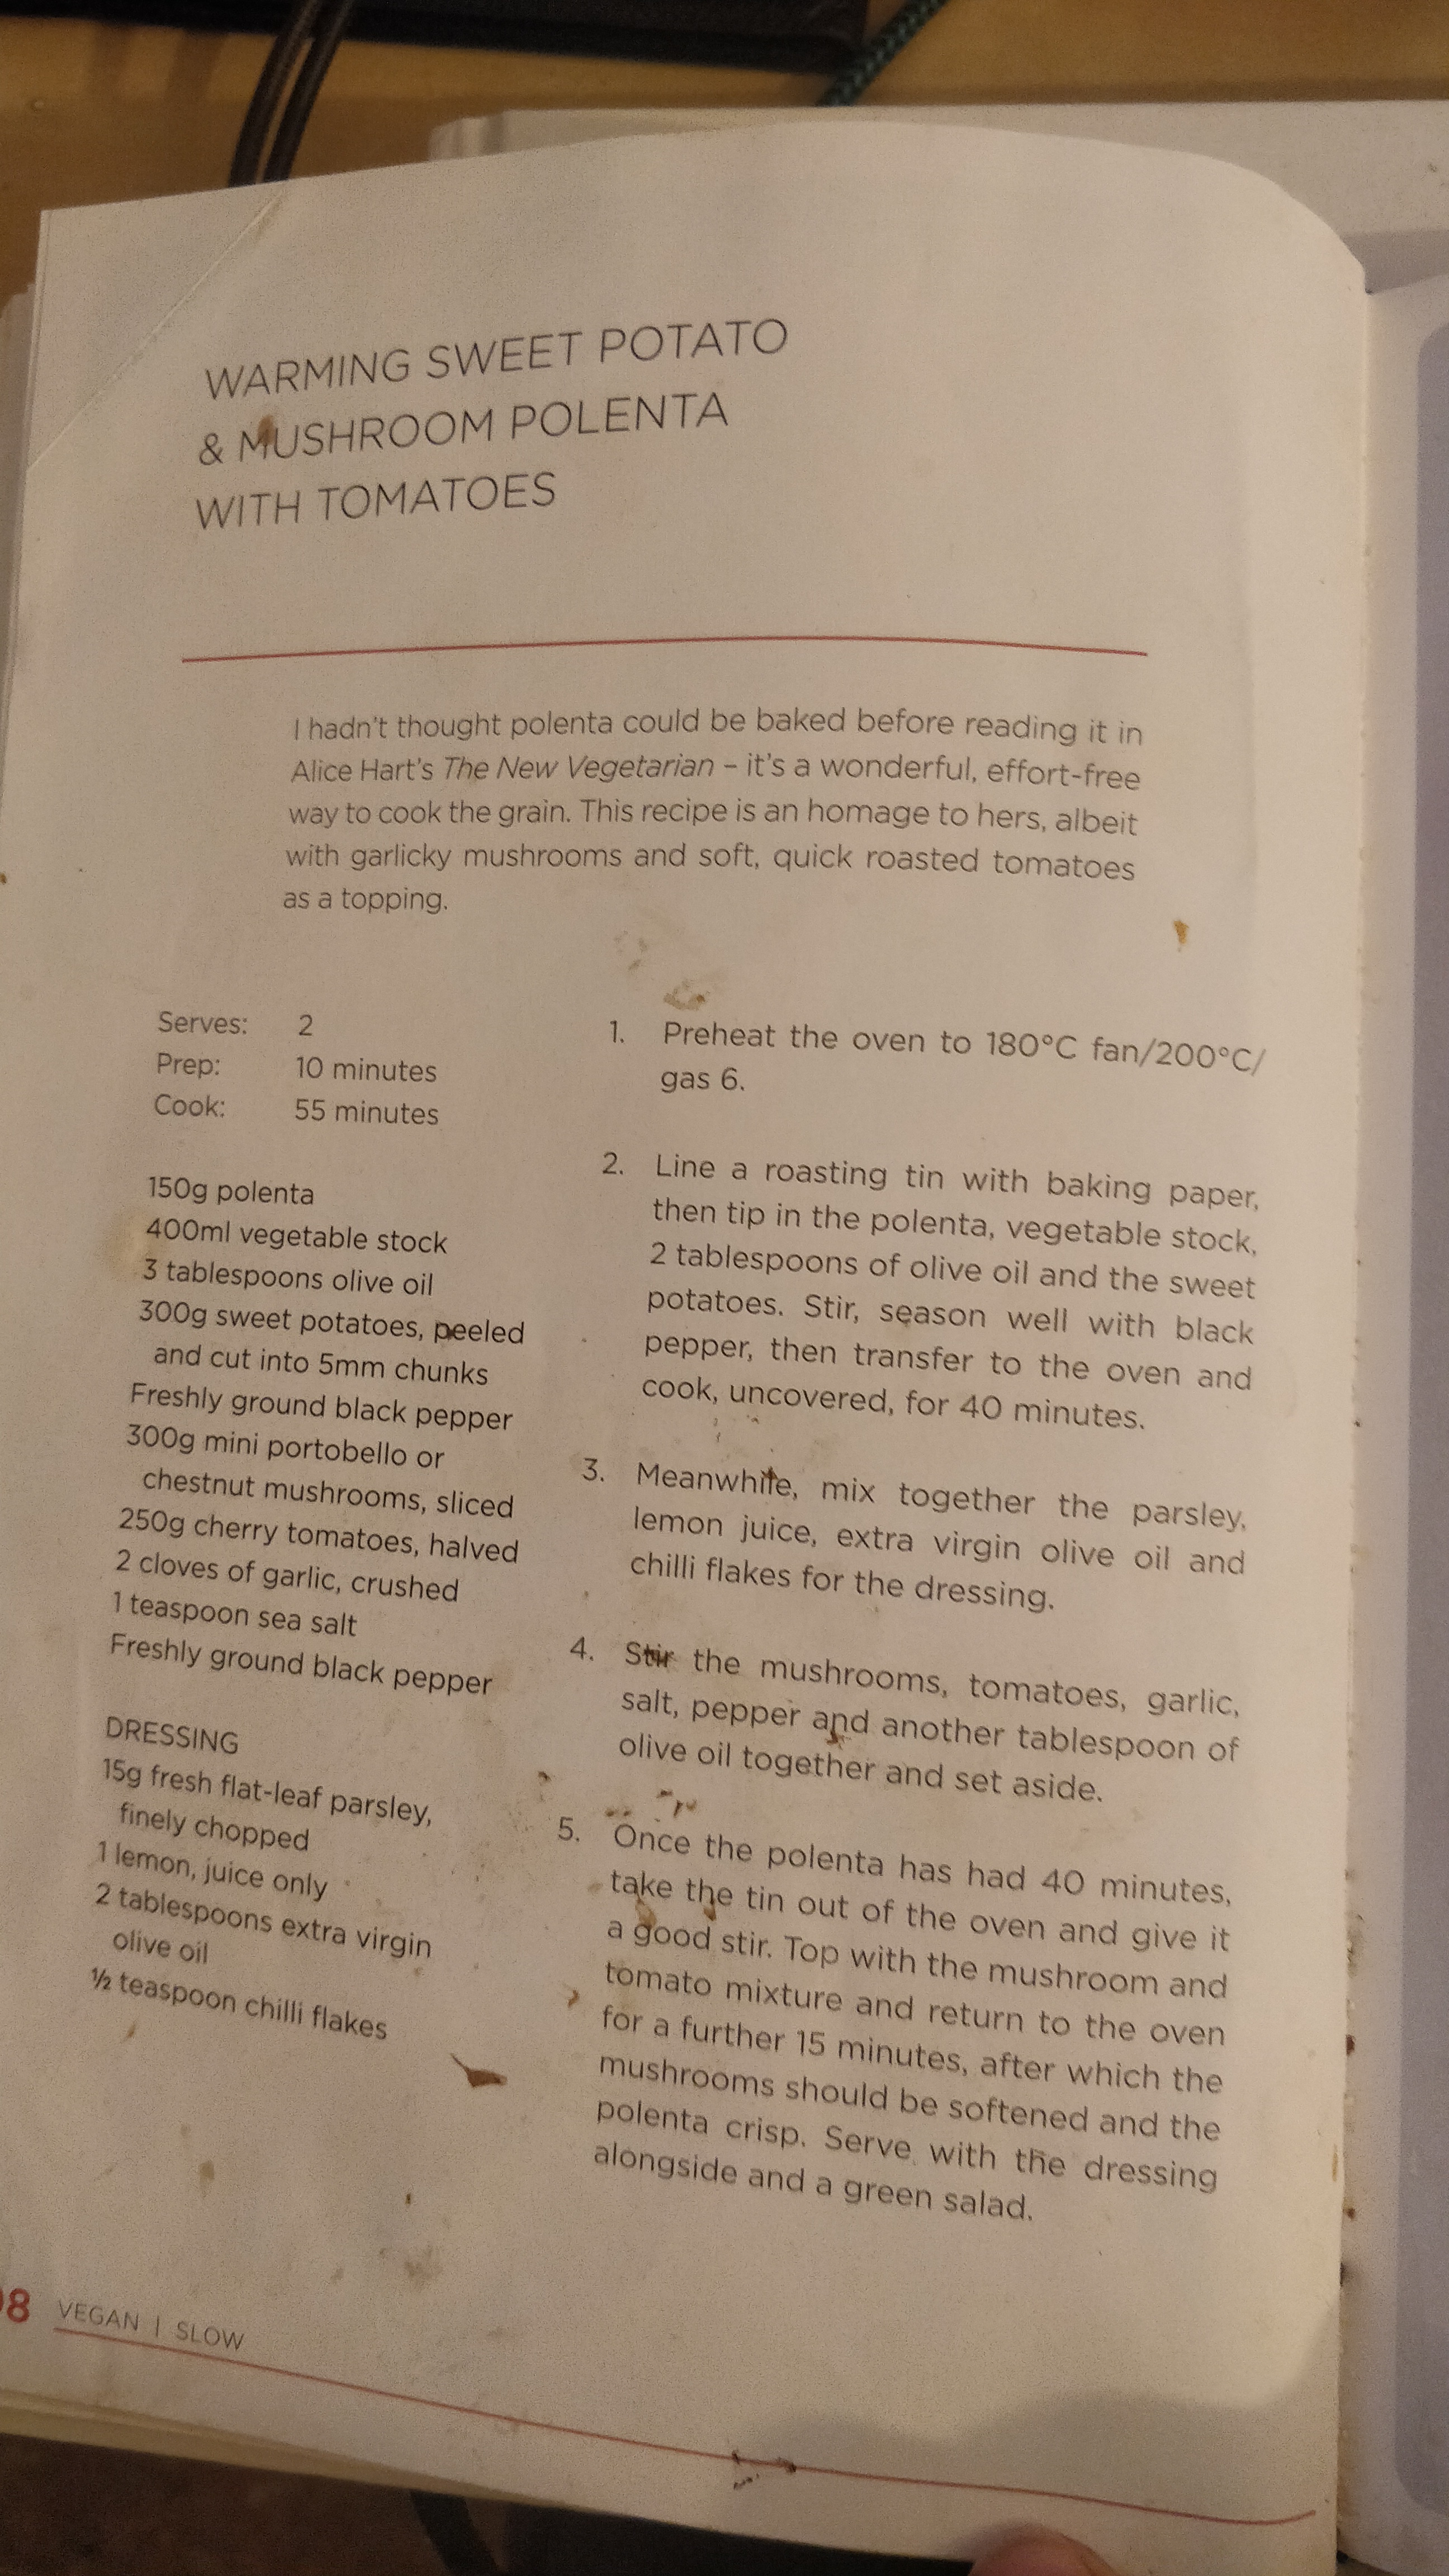 WARMING SWEET POTATO
& MUSHROOM POLENTA
WITH TOMATOES
I hadn't thought polenta could be baked before reading it in
Alice Hart's The New Vegetarian – it's a wonderful, effort-free
way to cook the grain. This recipe is an homage to hers, albeit
with garlicky mushrooms and soft, quick roasted tomatoes
as a topping.
Serves: 2
Prep: 10 minutes
Cook: 55 minutes
150g polenta
400ml vegetable stock
3 tablespoons olive oil
300g sweet potatoes, peeled
and cut into 5mm chunks
Freshly ground black pepper
300g mini portobello or
chestnut mushrooms, sliced
250g cherry tomatoes, halved
2 cloves of garlic, crushed
1 teaspoon sea salt
Freshly ground black pepper
DRESSING
15g fresh flat-leaf parsley,
finely chopped
1 lemon, juice only
2 tablespoons extra virgin
olive oil
½ teaspoon chilli flakes
1. Preheat the oven to 180°C fan/200°C/
gas 6.
2. Line a roasting tin with baking paper,
then tip in the polenta, vegetable stock,
2 tablespoons of olive oil and the sweet
potatoes. Stir, season well with black
pepper, then transfer to the oven and
cook, uncovered, for 40 minutes.
3. Meanwhile, mix together the parsley,
lemon juice, extra virgin olive oil and
chilli flakes for the dressing.
4. Stir the mushrooms, tomatoes, garlic,
salt, pepper and another tablespoon of
olive oil together and set aside.
5. Once the polenta has had 40 minutes,
take the tin out of the oven and give it
a good stir. Top with the mushroom and
tomato mixture and return to the oven
for a further 15 minutes, after which the
mushrooms should be softened and the
polenta crisp. Serve with the dressing
alongside and a green salad.
VEGAN | SLOW